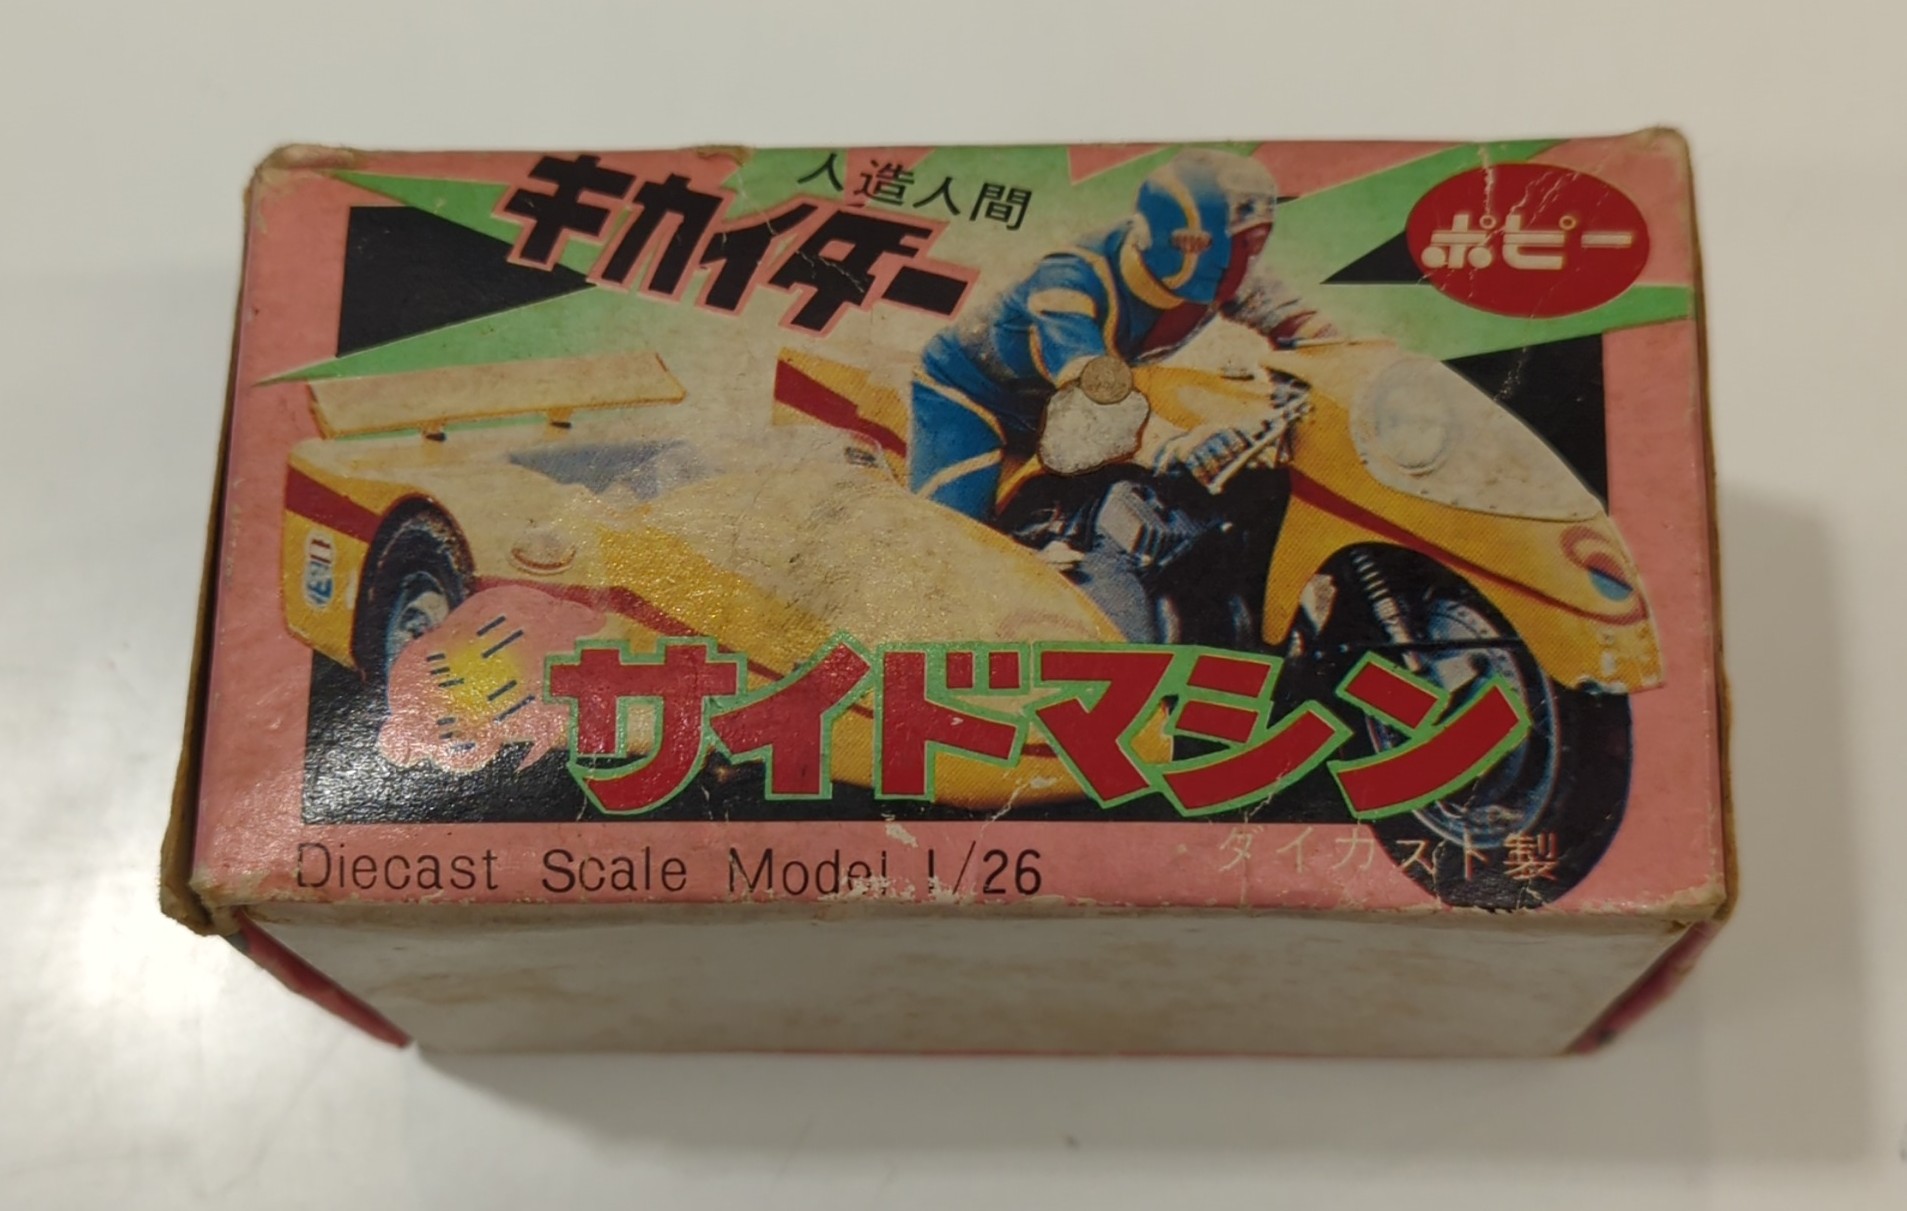 人造人間
キカイダー
ポピー
サイドマシン
Diecast Scale Model 1/26
ダイカスト製